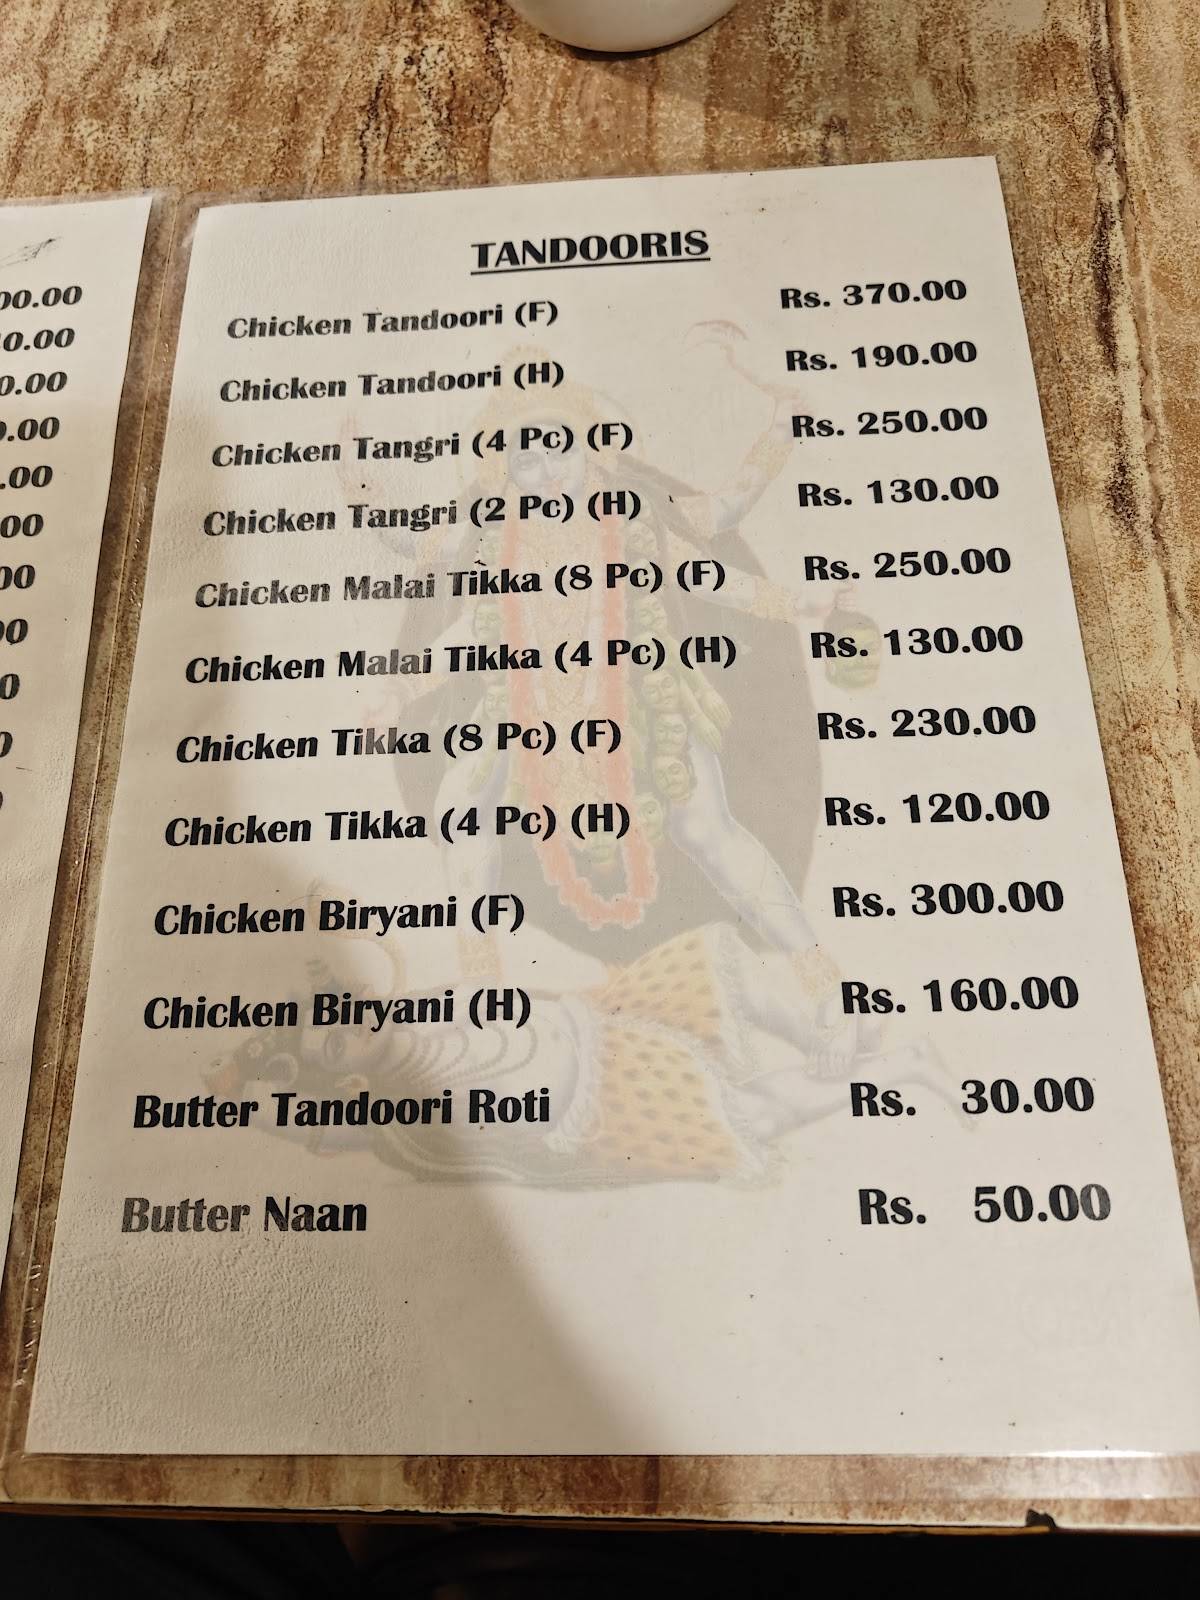 TANDOORIS
Chicken Tandoori (F) Rs. 370.00
Chicken Tandoori (H) Rs. 190.00
Chicken Tangri (4 Pc) (F) Rs. 250.00
Chicken Tangri (2 Pc) (H) Rs. 130.00
Chicken Malai Tikka (8 Pc) (F) Rs. 250.00
Chicken Malai Tikka (4 Pc) (H) Rs. 130.00
Chicken Tikka (8 Pc) (F) Rs. 230.00
Chicken Tikka (4 Pc) (H) Rs. 120.00
Chicken Biryani (F) Rs. 300.00
Chicken Biryani (H) Rs. 160.00
Butter Tandoori Roti Rs. 30.00
Butter Naan Rs. 50.00